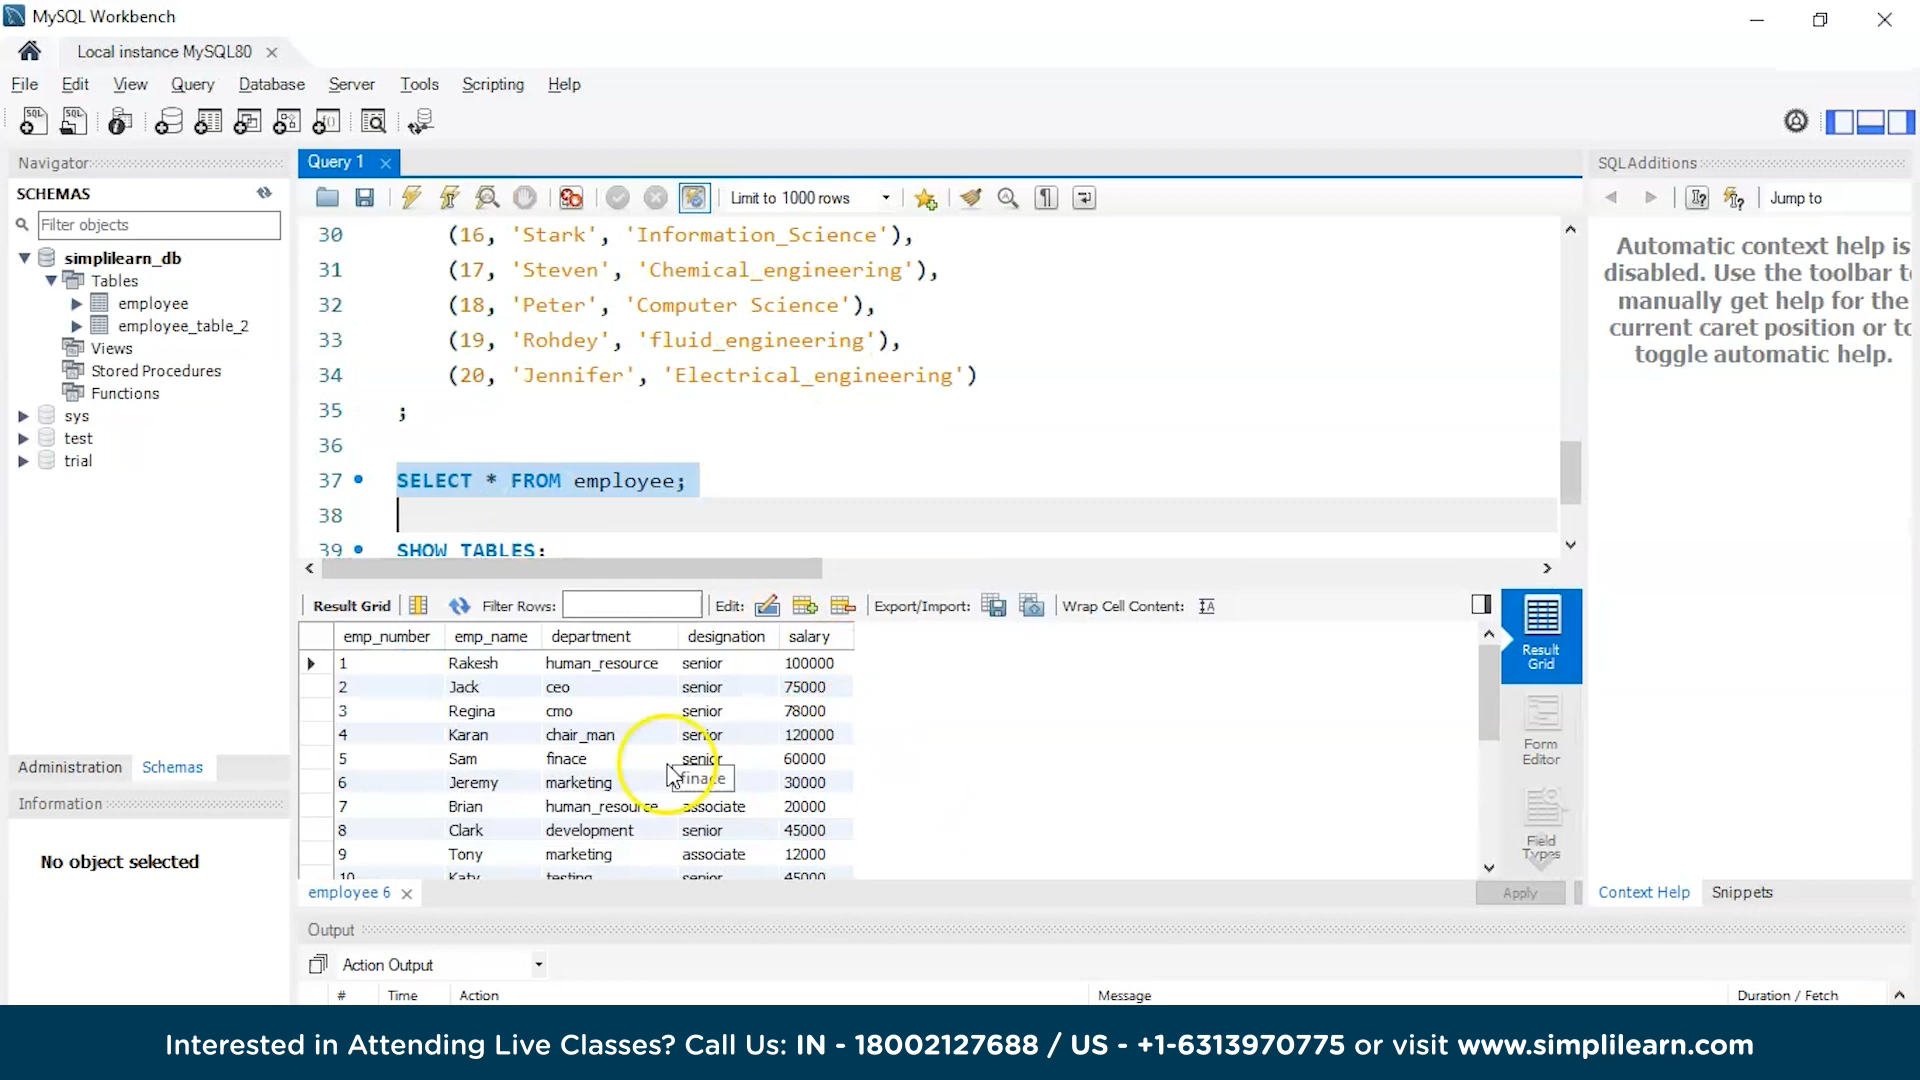 MySQL Workbench
Local instance MySQL80
File Edit View Query Database Server Tools Scripting Help
Navigator
SCHEMAS
Filter objects
simplilearn_db
Tables
employee
employee_table_2
Views
Stored Procedures
Functions
sys
test
trial
Administration Schemas
Information
No object selected
Query 1
Limit to 1000 rows
30 (16, 'Stark', 'Information_Science'),
31 (17, 'Steven', 'Chemical_engineering'),
32 (18, 'Peter', 'Computer Science'),
33 (19, 'Rohdey', 'fluid_engineering'),
34 (20, 'Jennifer', 'Electrical_engineering')
35 ;
36
37 SELECT * FROM employee;
38
39 SHOW TABLES;
Result Grid Filter Rows: Edit: Export/Import: Wrap Cell Content:
emp_number emp_name department designation salary
1 Rakesh human_resource senior 100000
2 Jack ceo senior 75000
3 Regina cmo senior 78000
4 Karan chair_man senior 120000
5 Sam finace senior 60000
finace
6 Jeremy marketing 30000
7 Brian human_resource associate 20000
8 Clark development senior 45000
9 Tony marketing associate 12000
10 Katy testing senior 45000
Result Grid
Form Editor
Field Types
employee 6
Apply
Output
Action Output
# Time Action Message Duration / Fetch
SQLAdditions
Jump to
Automatic context help is
disabled. Use the toolbar to
manually get help for the
current caret position or to
toggle automatic help.
Context Help Snippets
Interested in Attending Live Classes? Call Us: IN - 18002127688 / US - +1-6313970775 or visit www.simplilearn.com